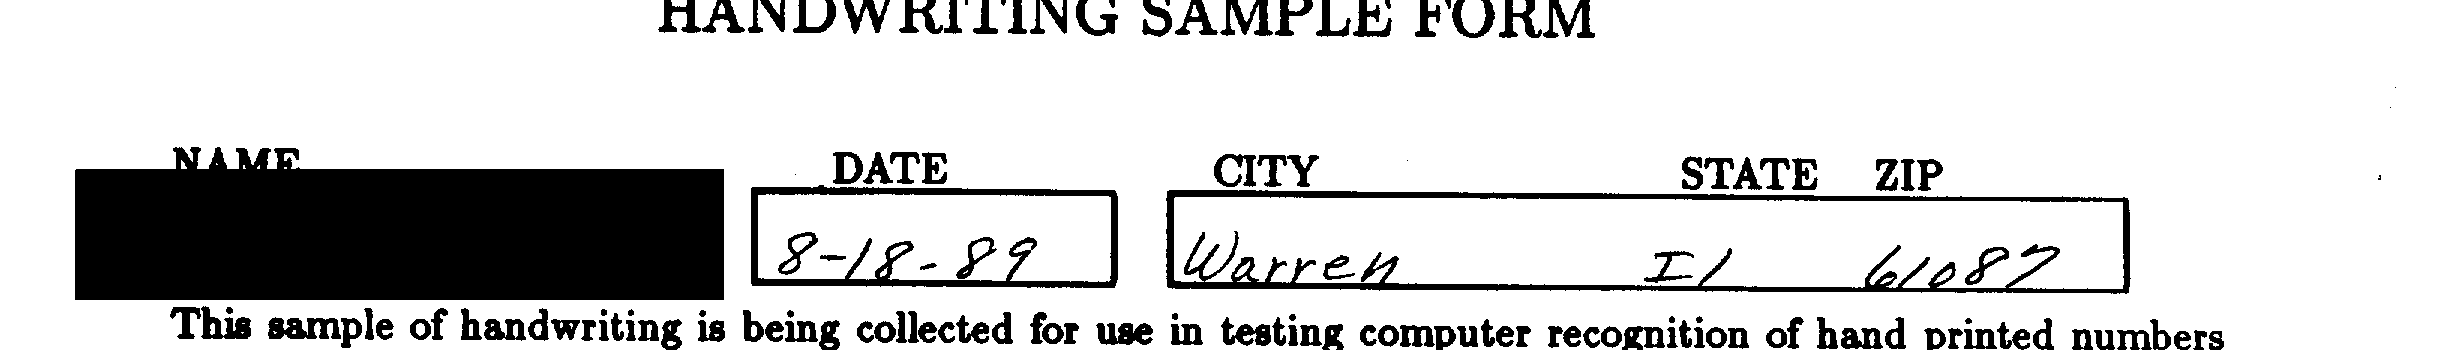 HANDWRITING SAMPLE FORM
NAME DATE CITY STATE ZIP
8-18-89 Warren Il 61087
This sample of handwriting is being collected for use in testing computer recognition of hand printed numbers